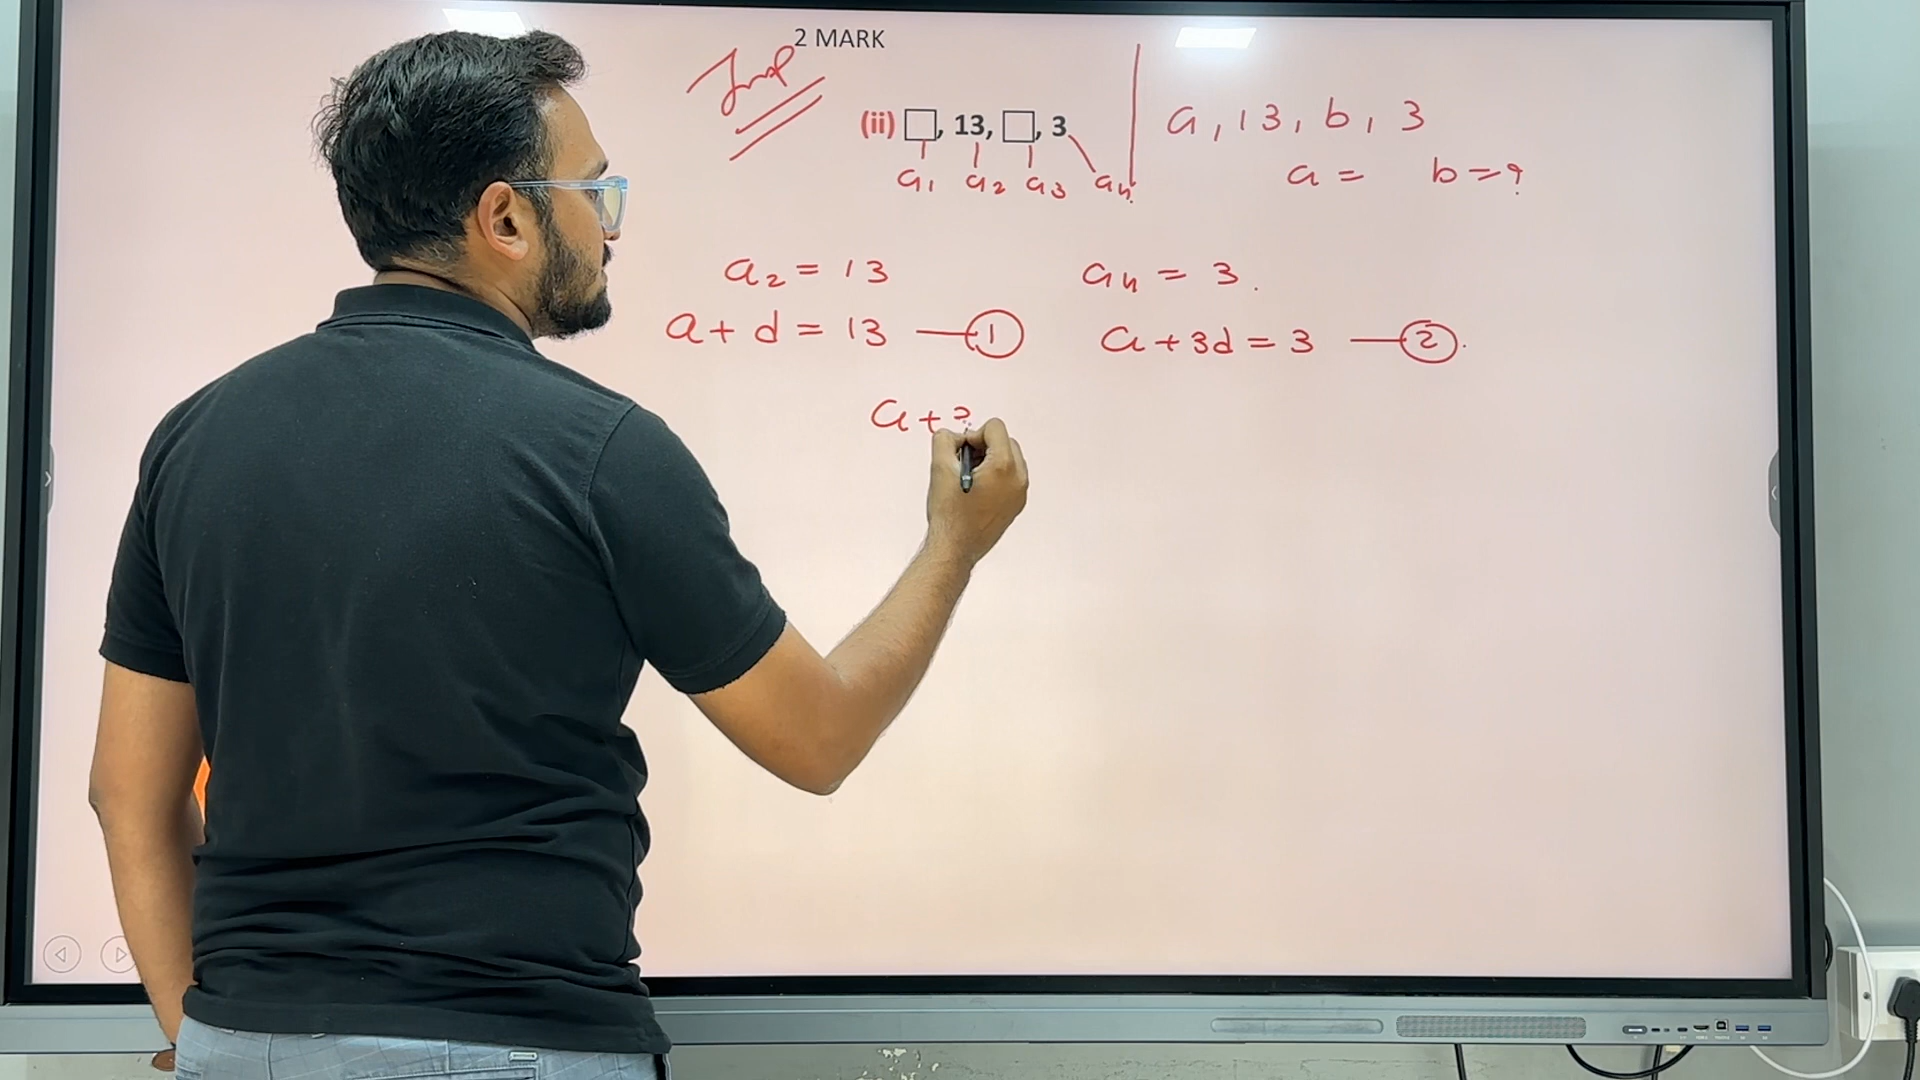 2 MARK
Imp
(ii) □, 13, □, 3
a1 a2 a3 a4
a, 13, b, 3
a = b = ?
a2 = 13
a + d = 13 — 1
a4 = 3.
a + 3d = 3 — 2.
a +